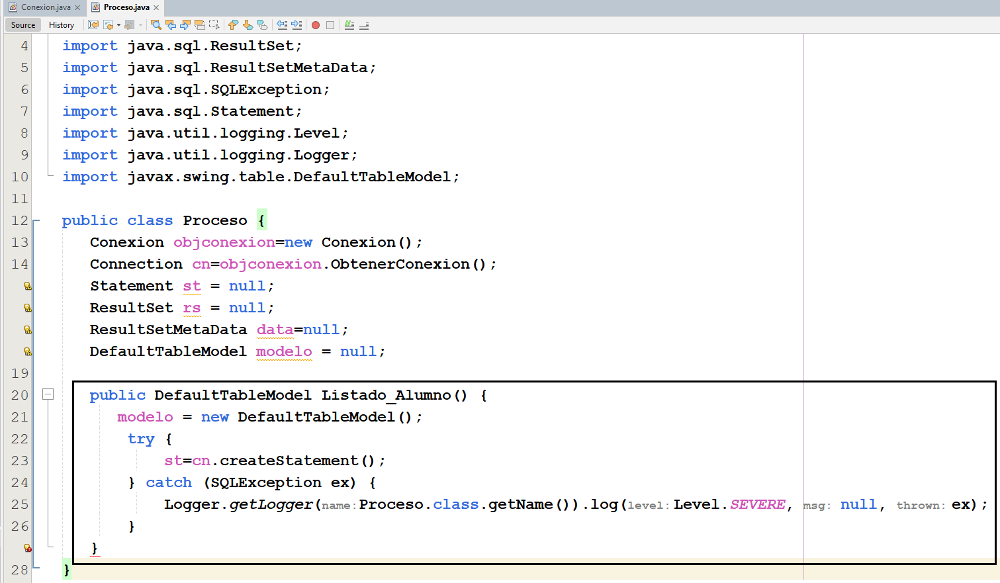 Conexion.java Proceso.java
Source History
4 import java.sql.ResultSet;
5 import java.sql.ResultSetMetaData;
6 import java.sql.SQLException;
7 import java.sql.Statement;
8 import java.util.logging.Level;
9 import java.util.logging.Logger;
10 import javax.swing.table.DefaultTableModel;
11
12 public class Proceso {
13 Conexion objconexion=new Conexion();
14 Connection cn=objconexion.ObtenerConexion();
Statement st = null;
ResultSet rs = null;
ResultSetMetaData data=null;
DefaultTableModel modelo = null;
19
20 public DefaultTableModel Listado_Alumno() {
21 modelo = new DefaultTableModel();
22 try {
23 st=cn.createStatement();
24 } catch (SQLException ex) {
25 Logger.getLogger(name:Proceso.class.getName()).log(level:Level.SEVERE, msg: null, thrown: ex);
26 }
}
28 }